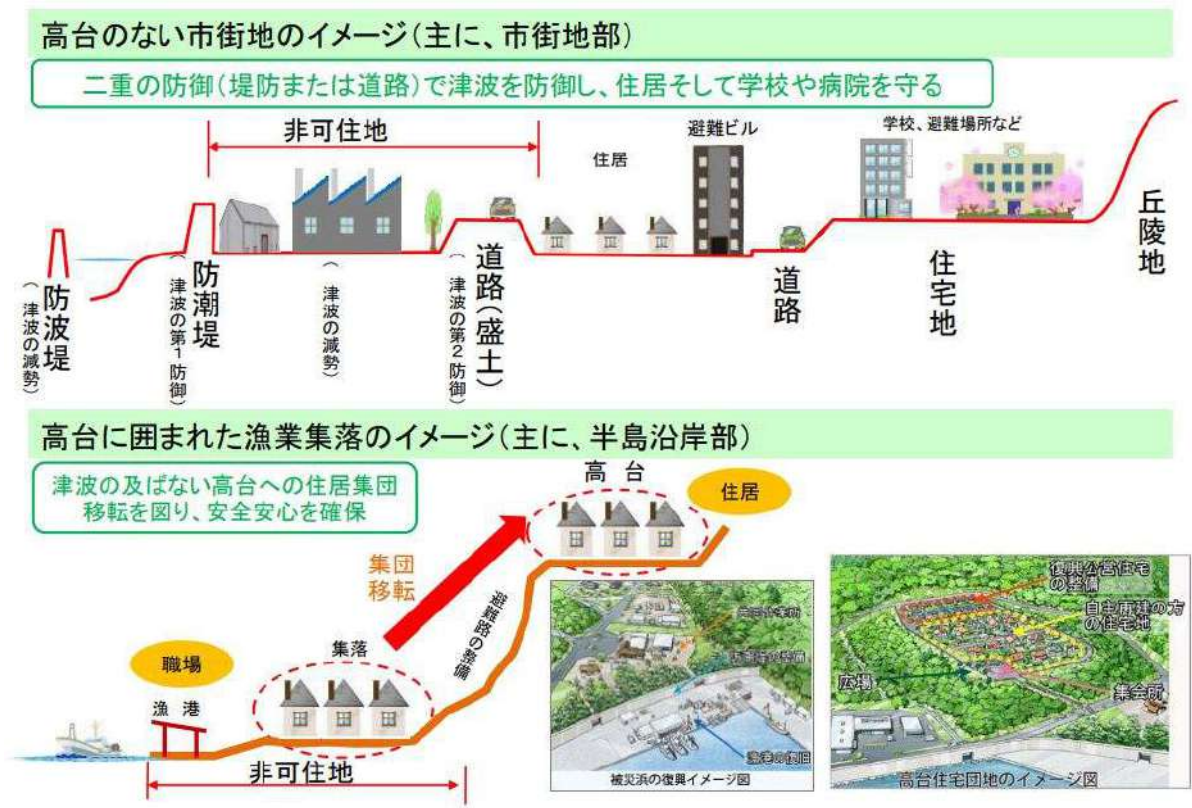 高台のない市街地のイメージ(主に、市街地部)
二重の防御(堤防または道路)で津波を防御し、住居そして学校や病院を守る
非可住地
住居
避難ビル
学校、避難場所など
防波堤
(津波の減勢)
防潮堤
(津波の第1防御)
(津波の減勢)
道路(盛土)
(津波の第2防御)
道路
住宅地
丘陵地
高台に囲まれた漁業集落のイメージ(主に、半島沿岸部)
津波の及ばない高台への住居集団
移転を図り、安全安心を確保
高台
住居
集団
移転
避難路の整備
職場
集落
漁港
非可住地
漁港の復旧
被災浜の復興イメージ図
復興公営住宅
の整備
自主再建の方
の住宅地
広場
集会所
高台住宅団地のイメージ図